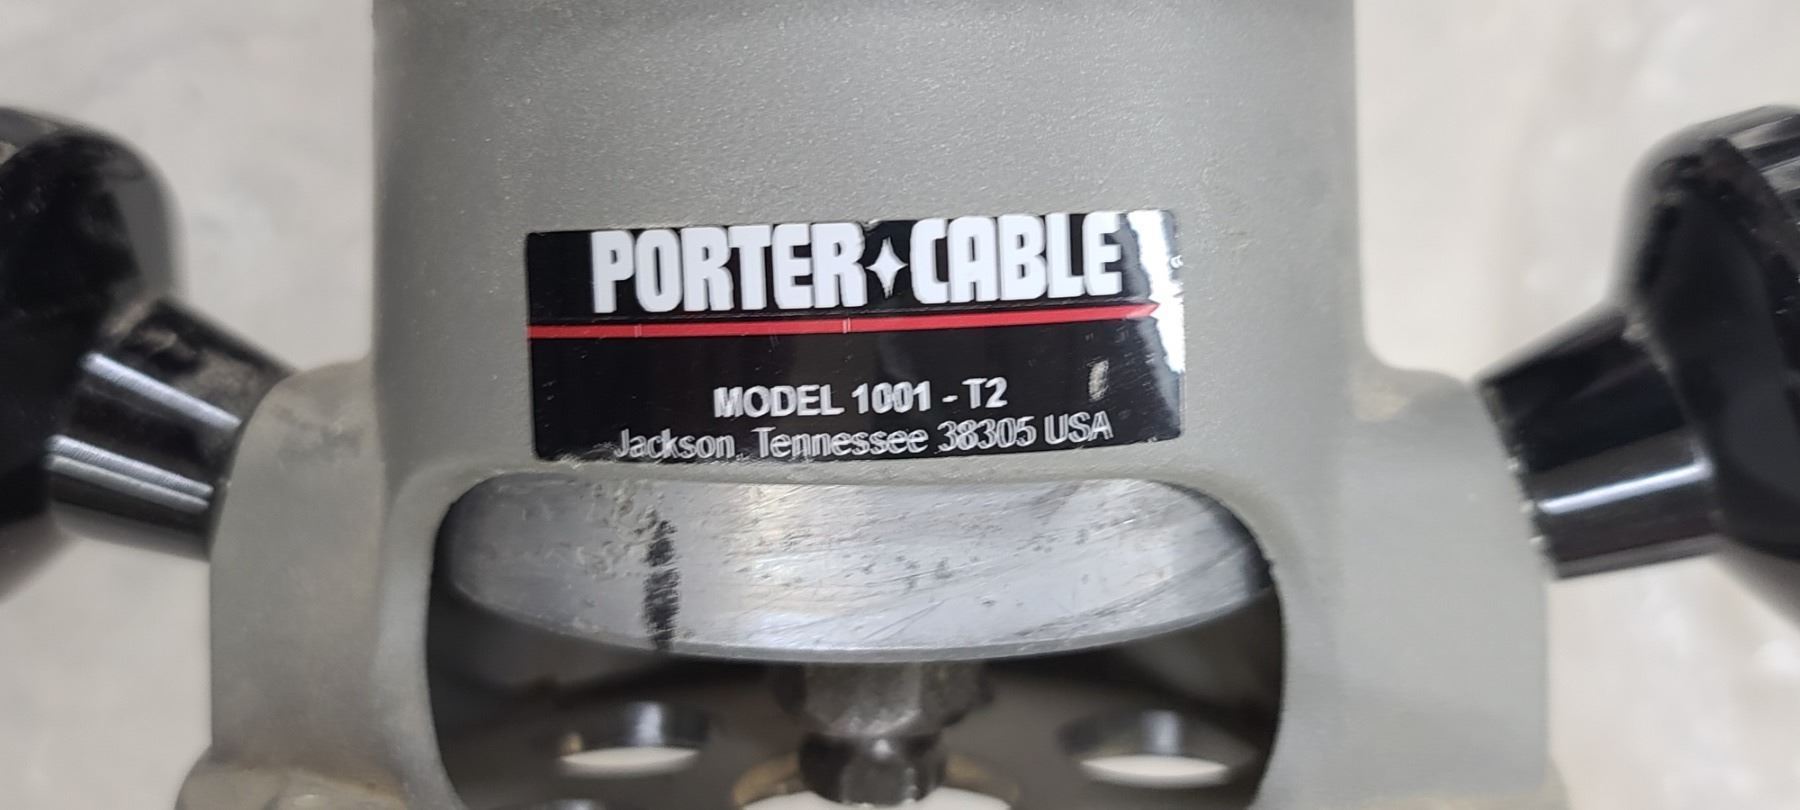 PORTER✦CABLE
MODEL 1001 - T2
Jackson, Tennessee 38305 USA